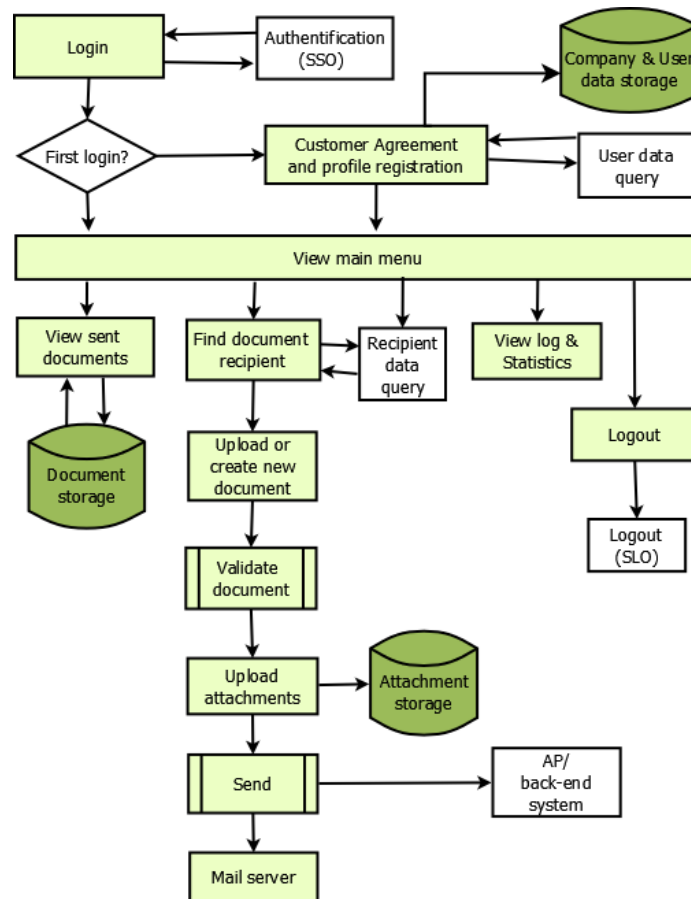 Login
Authentification
(SSO)
Company & User
data storage
First login?
Customer Agreement
and profile registration
User data
query
View main menu
View sent
documents
Find document
recipient
Recipient
data
query
View log &
Statistics
Document
storage
Upload or
create new
document
Logout
Logout
(SLO)
Validate
document
Upload
attachments
Attachment
storage
Send
AP/
back-end
system
Mail server